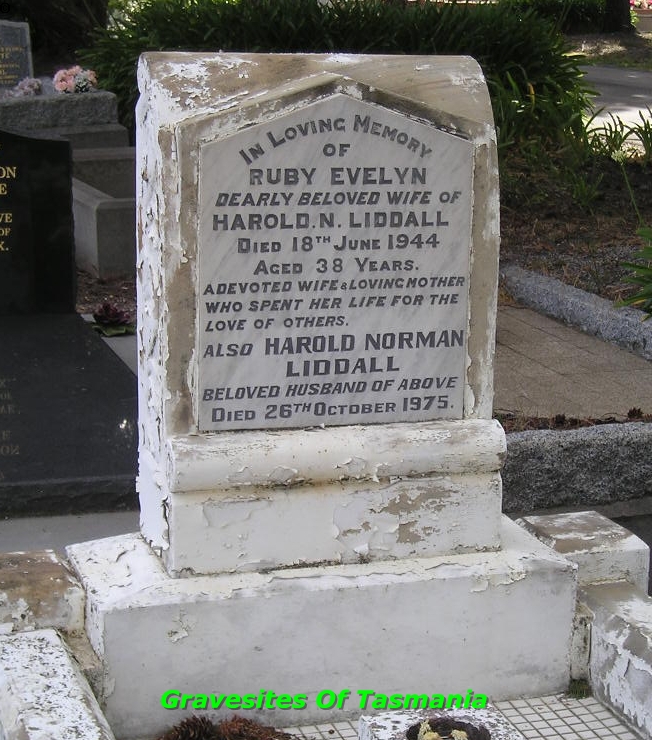 In Loving Memory
OF
RUBY EVELYN
DEARLY BELOVED WIFE OF
HAROLD. N. LIDDALL
Died 18TH June 1944
Aged 38 Years.
A DEVOTED WIFE & LOVING MOTHER
WHO SPENT HER LIFE FOR THE
LOVE OF OTHERS.
ALSO HAROLD NORMAN
LIDDALL
BELOVED HUSBAND OF ABOVE
Died 26TH October 1975.
Gravesites Of Tasmania